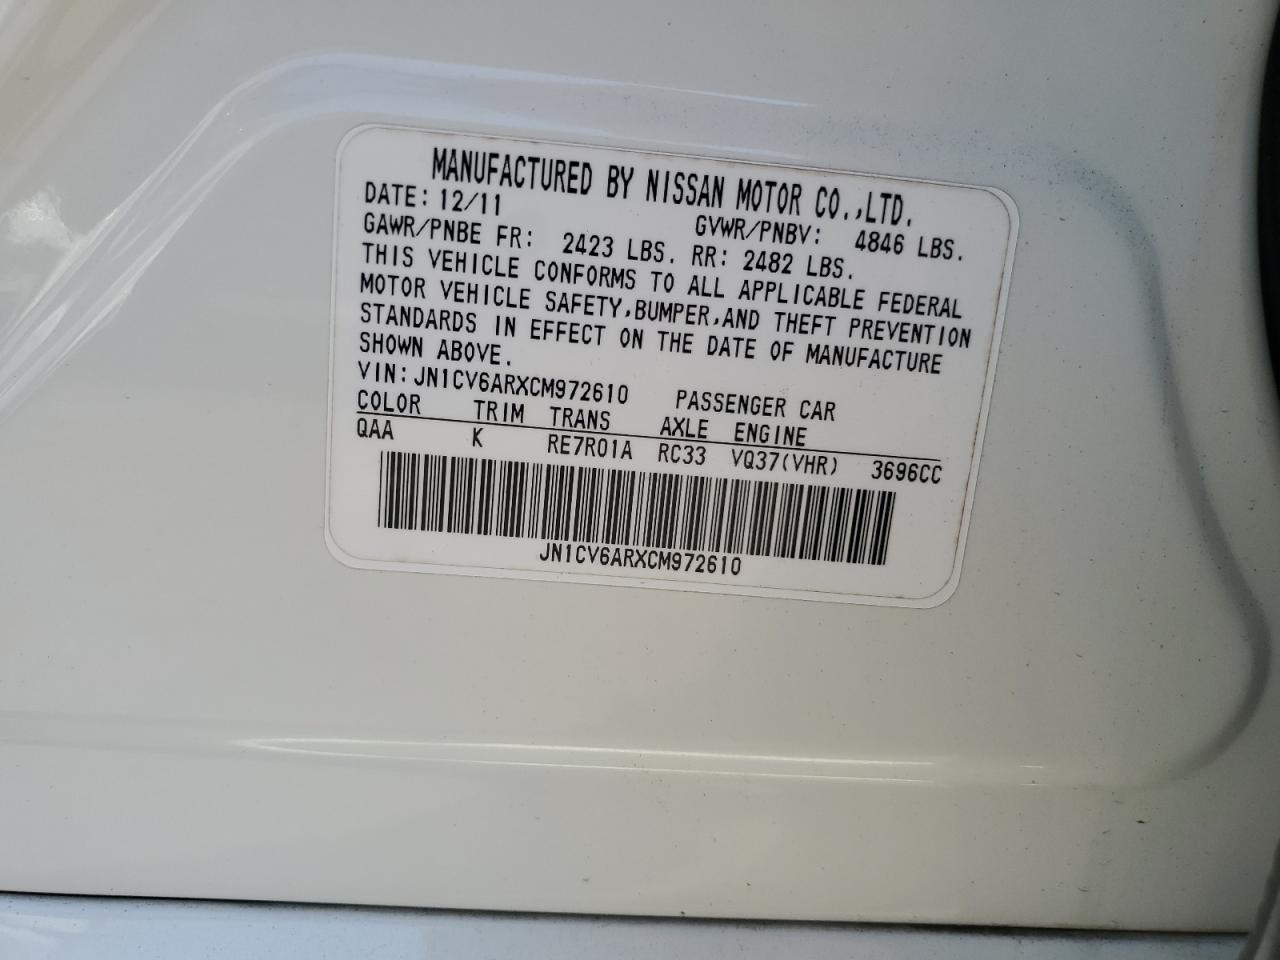 MANUFACTURED BY NISSAN MOTOR CO.,LTD.
DATE: 12/11 GVWR/PNBV: 4846 LBS.
GAWR/PNBE FR: 2423 LBS. RR: 2482 LBS.
THIS VEHICLE CONFORMS TO ALL APPLICABLE FEDERAL
MOTOR VEHICLE SAFETY,BUMPER,AND THEFT PREVENTION
STANDARDS IN EFFECT ON THE DATE OF MANUFACTURE
SHOWN ABOVE.
VIN: JN1CV6ARXCM972610 PASSENGER CAR
COLOR TRIM TRANS AXLE ENGINE
QAA K RE7R01A RC33 VQ37(VHR) 3696CC
JN1CV6ARXCM972610